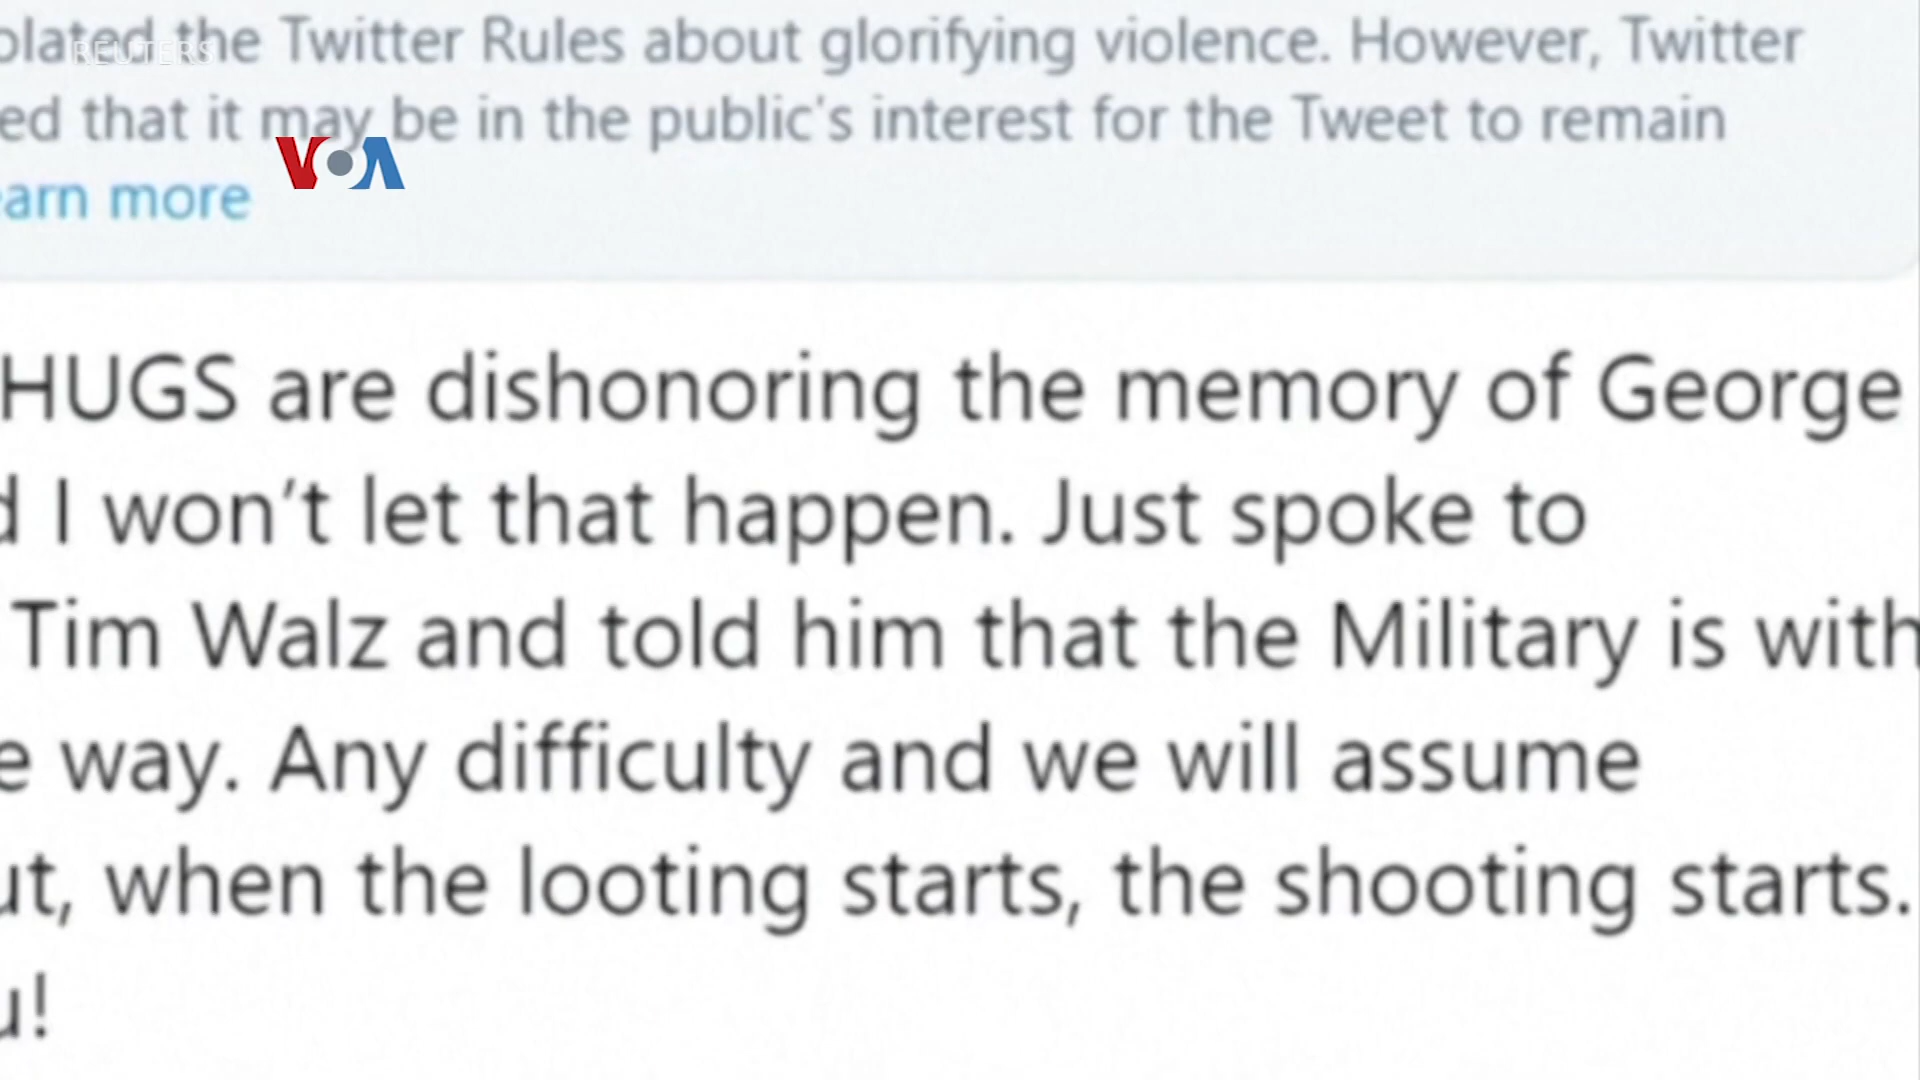 olated the Twitter Rules about glorifying violence. However, Twitter
REUTERS
ed that it may be in the public's interest for the Tweet to remain
VOA
earn more
HUGS are dishonoring the memory of George
d I won't let that happen. Just spoke to
Tim Walz and told him that the Military is with
e way. Any difficulty and we will assume
ut, when the looting starts, the shooting starts.
u!